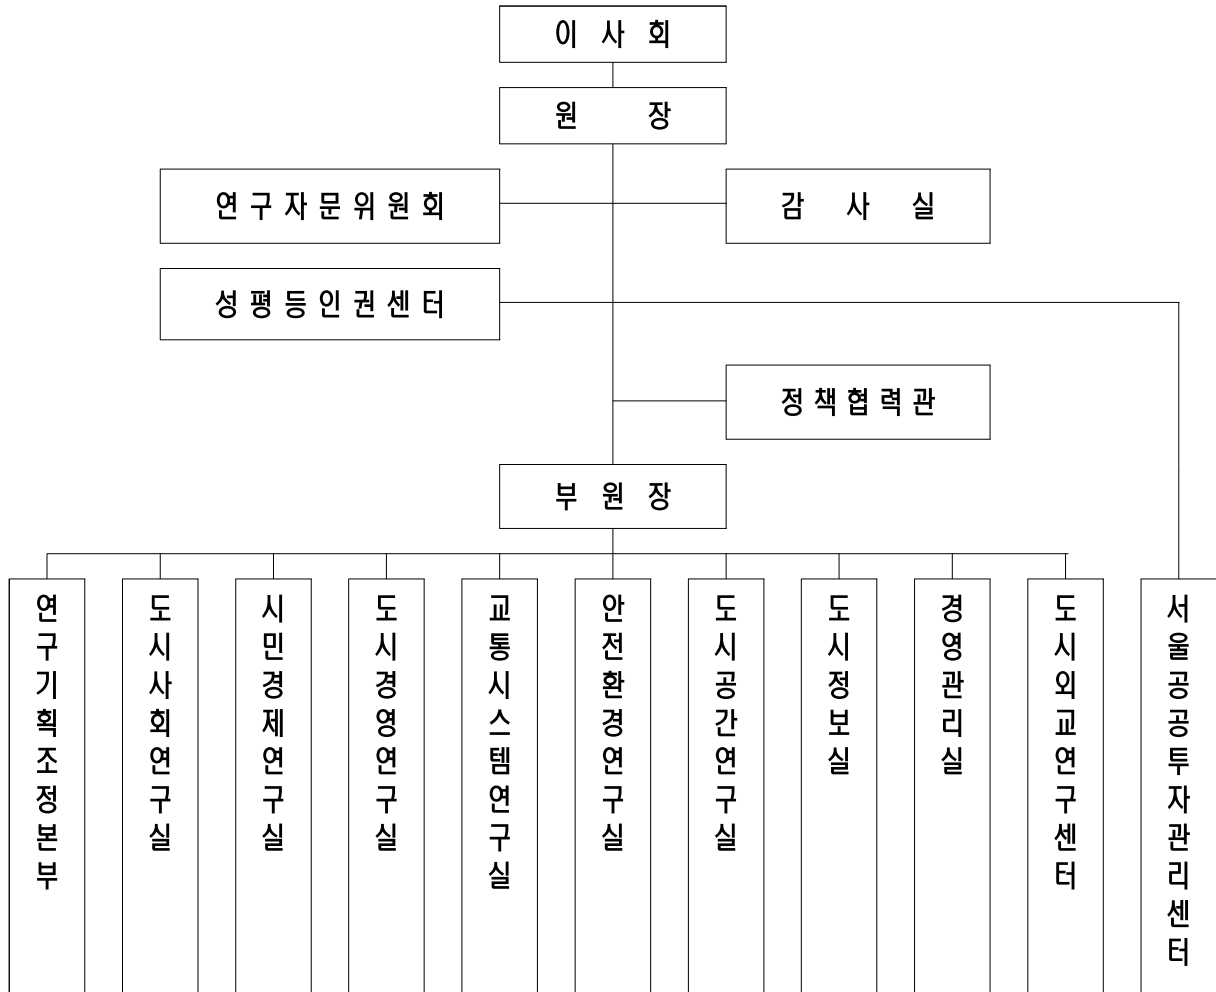 이 사 회
원 장
연구자문위원회
감 사 실
성평등인권센터
정책협력관
부 원 장
연구기획조정본부
도시사회연구실
시민경제연구실
도시경영연구실
교통시스템연구실
안전환경연구실
도시공간연구실
도시정보실
경영관리실
도시외교연구센터
서울공공투자관리센터